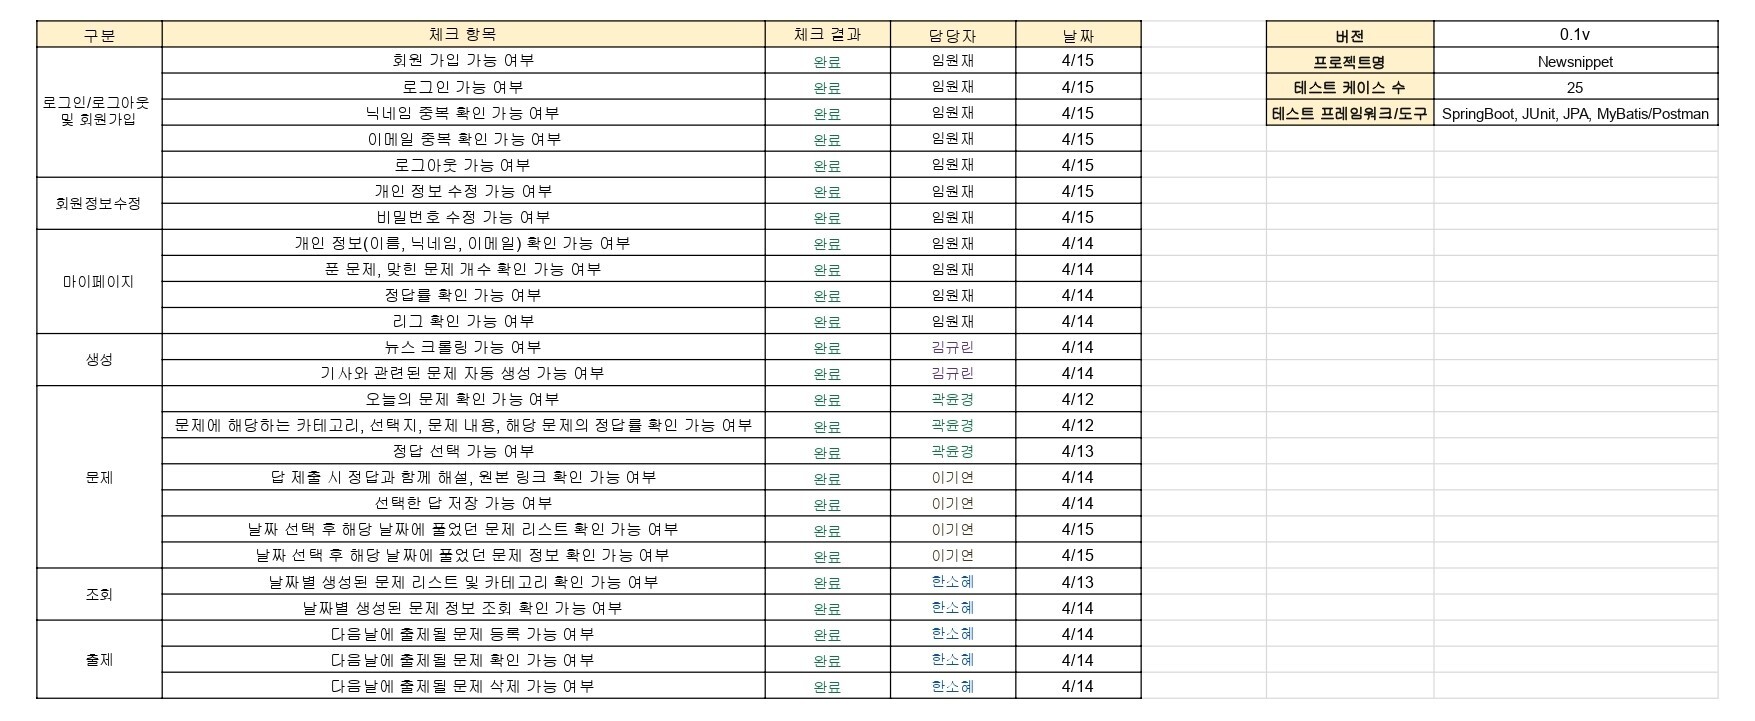 구분 체크 항목 체크 결과 담당자 날짜
로그인/로그아웃
및 회원가입
회원 가입 가능 여부 완료 임원재 4/15
로그인 가능 여부 완료 임원재 4/15
닉네임 중복 확인 가능 여부 완료 임원재 4/15
이메일 중복 확인 가능 여부 완료 임원재 4/15
로그아웃 가능 여부 완료 임원재 4/15
회원정보수정
개인 정보 수정 가능 여부 완료 임원재 4/15
비밀번호 수정 가능 여부 완료 임원재 4/15
마이페이지
개인 정보(이름, 닉네임, 이메일) 확인 가능 여부 완료 임원재 4/14
푼 문제, 맞힌 문제 개수 확인 가능 여부 완료 임원재 4/14
정답률 확인 가능 여부 완료 임원재 4/14
리그 확인 가능 여부 완료 임원재 4/14
생성
뉴스 크롤링 가능 여부 완료 김규린 4/14
기사와 관련된 문제 자동 생성 가능 여부 완료 김규린 4/14
문제
오늘의 문제 확인 가능 여부 완료 곽윤경 4/12
문제에 해당하는 카테고리, 선택지, 문제 내용, 해당 문제의 정답률 확인 가능 여부 완료 곽윤경 4/12
정답 선택 가능 여부 완료 곽윤경 4/13
답 제출 시 정답과 함께 해설, 원본 링크 확인 가능 여부 완료 이기연 4/14
선택한 답 저장 가능 여부 완료 이기연 4/14
날짜 선택 후 해당 날짜에 풀었던 문제 리스트 확인 가능 여부 완료 이기연 4/15
날짜 선택 후 해당 날짜에 풀었던 문제 정보 확인 가능 여부 완료 이기연 4/15
조회
날짜별 생성된 문제 리스트 및 카테고리 확인 가능 여부 완료 한소혜 4/13
날짜별 생성된 문제 정보 조회 확인 가능 여부 완료 한소혜 4/14
출제
다음날에 출제될 문제 등록 가능 여부 완료 한소혜 4/14
다음날에 출제될 문제 확인 가능 여부 완료 한소혜 4/14
다음날에 출제될 문제 삭제 가능 여부 완료 한소혜 4/14
버전 0.1v
프로젝트명 Newsnippet
테스트 케이스 수 25
테스트 프레임워크/도구 SpringBoot, JUnit, JPA, MyBatis/Postman